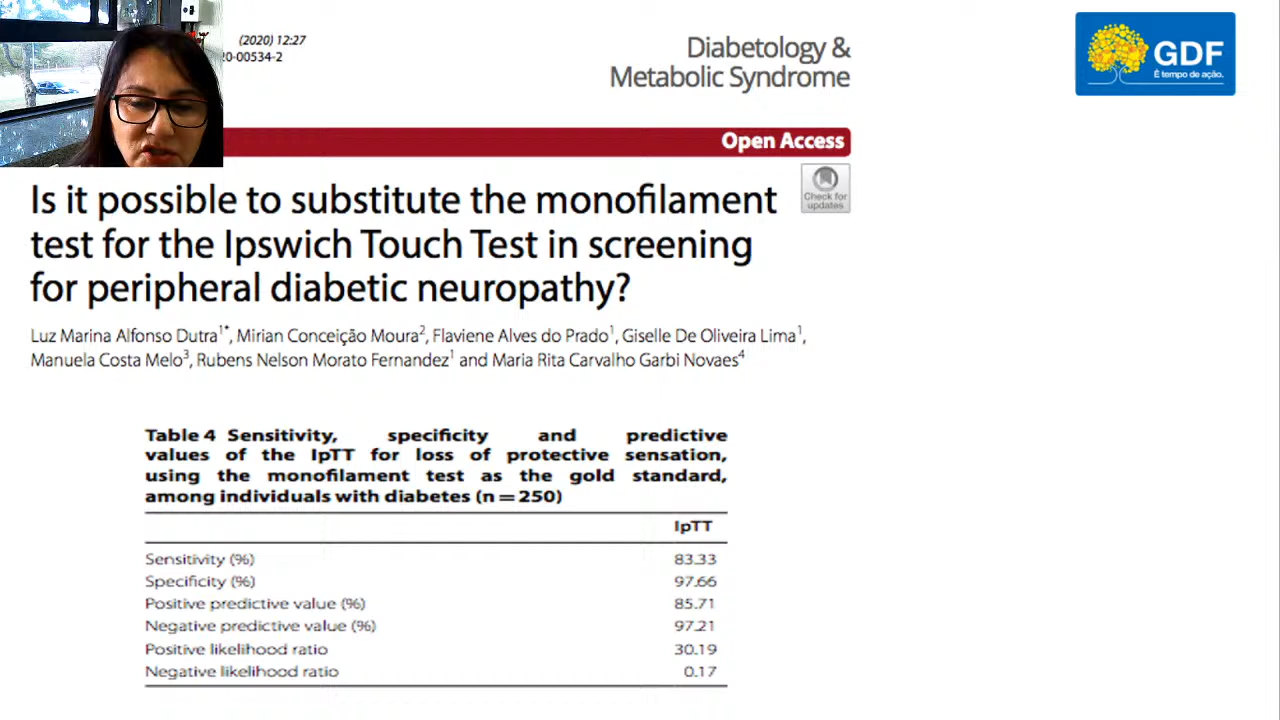 (2020) 12:27
20-00534-2
Diabetology &
Metabolic Syndrome
GDF
É tempo de ação.
Open Access
Check for
updates
Is it possible to substitute the monofilament
test for the Ipswich Touch Test in screening
for peripheral diabetic neuropathy?
Luz Marina Alfonso Dutra1*, Mirian Conceição Moura2, Flaviene Alves do Prado1, Giselle De Oliveira Lima1,
Manuela Costa Melo3, Rubens Nelson Morato Fernandez1 and Maria Rita Carvalho Garbi Novaes4
Table 4 Sensitivity, specificity and predictive
values of the IpTT for loss of protective sensation,
using the monofilament test as the gold standard,
among individuals with diabetes (n = 250)
IpTT
Sensitivity (%) 83.33
Specificity (%) 97.66
Positive predictive value (%) 85.71
Negative predictive value (%) 97.21
Positive likelihood ratio 30.19
Negative likelihood ratio 0.17